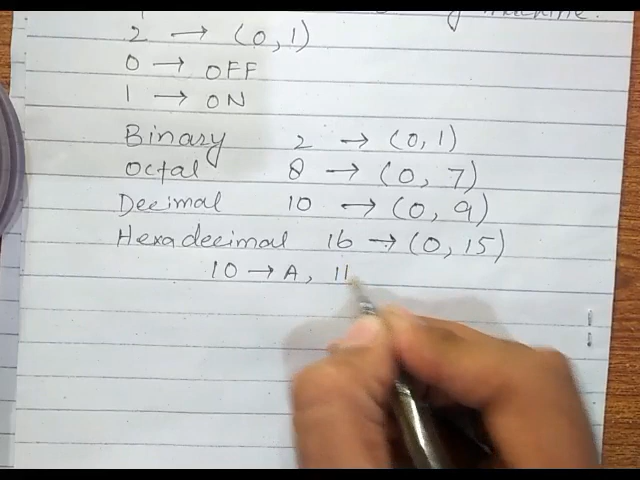 machine.
2 → (0,1)
0 → OFF
1 → ON
Binary 2 → (0,1)
Octal 8 → (0, 7)
Decimal 10 → (0, 9)
Hexadecimal 16 → (0, 15)
10 → A, 11